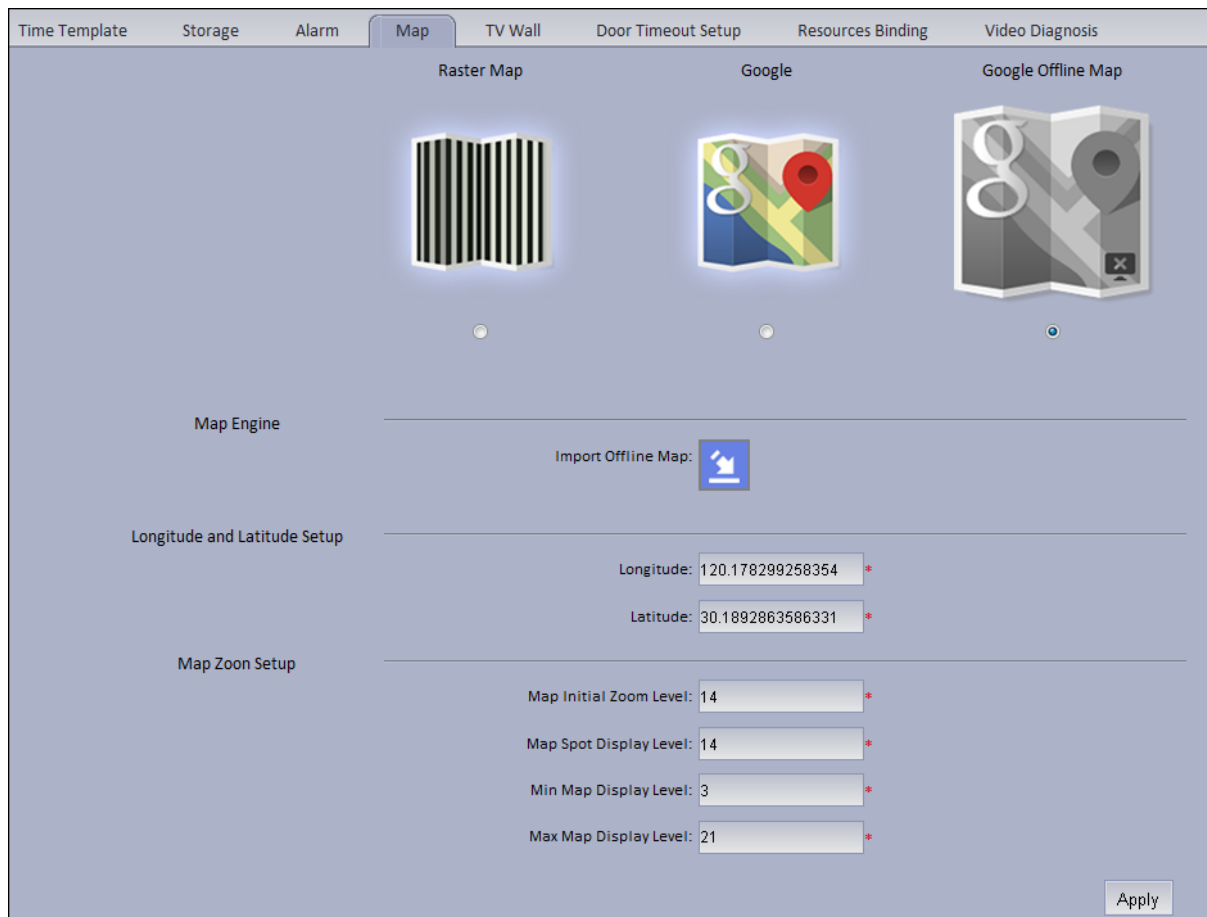 Time Template Storage Alarm Map TV Wall Door Timeout Setup Resources Binding Video Diagnosis
Raster Map Google Google Offline Map
g g
Map Engine
Import Offline Map:
Longitude and Latitude Setup
Longitude: 120.178299258354 *
Latitude: 30.1892863586331 *
Map Zoon Setup
Map Initial Zoom Level: 14 *
Map Spot Display Level: 14 *
Min Map Display Level: 3 *
Max Map Display Level: 21 *
Apply